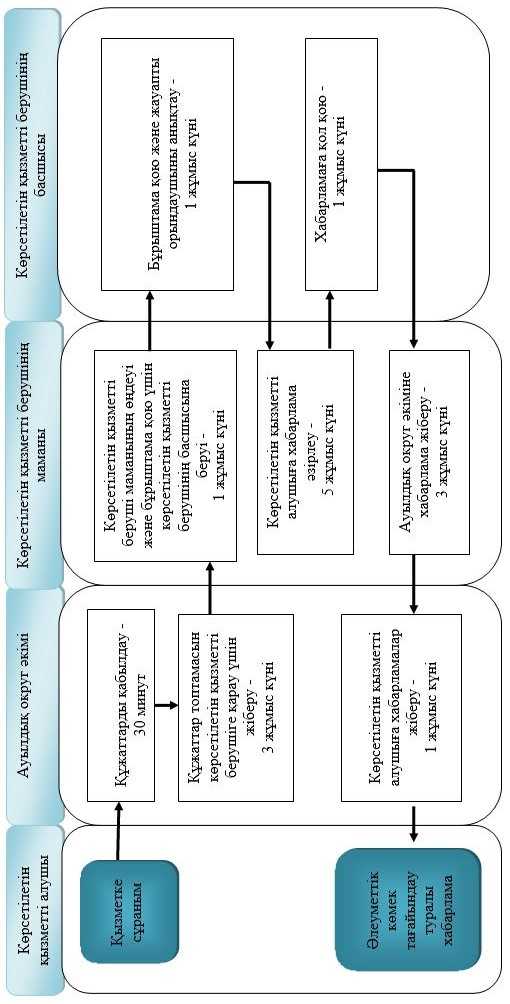 Көрсетілетін
қызметті алушы
Ауылдық округ әкімі
Көрсетілетін қызметті берушінің
маманы
Көрсетілетін қызметті берушінің
басшысы
Қызметке
сұраным
Құжаттарды қабылдау -
30 минут
Құжаттар топтамасын
көрсетілетін қызметті
берушіге қарау үшін
жіберу -
3 жұмыс күні
Көрсетілетін қызметті
беруші маманының өңдеуі
және бұрыштама қою үшін
көрсетілетін қызметті
берушінің басшысына
беруі -
1 жұмыс күні
Бұрыштама қою және жауапты
орындаушыны анықтау -
1 жұмыс күні
Көрсетілетін қызметті
алушыға хабарлама
әзірлеу -
5 жұмыс күні
Хабарламаға қол қою -
1 жұмыс күні
Ауылдық округ әкіміне
хабарлама жіберу -
3 жұмыс күні
Көрсетілетін қызметті
алушыға хабарламалар
жіберу -
1 жұмыс күні
Әлеуметтік
көмек
тағайындау
туралы
хабарлама